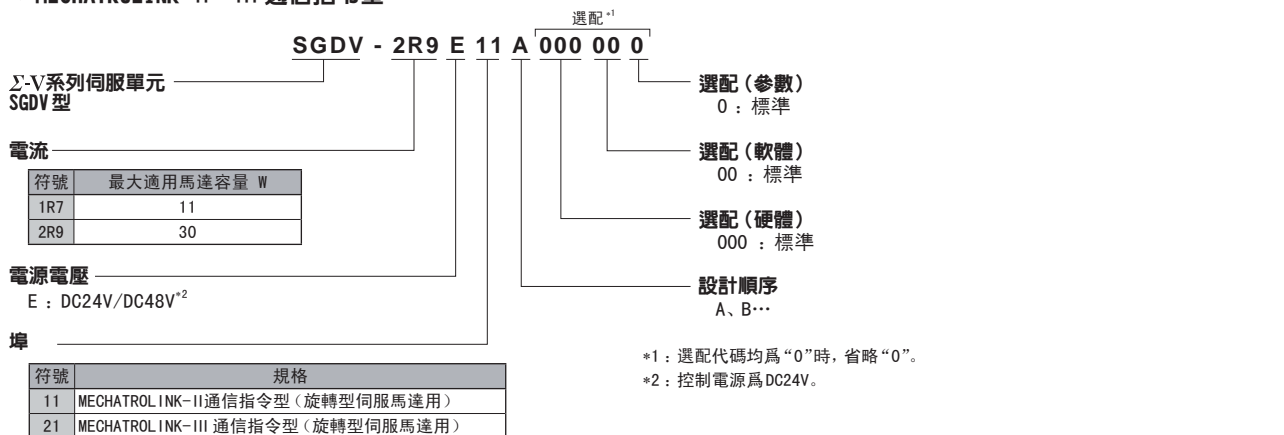 選配*1
SGDV - 2R9 E 11 A 000 00 0
Σ-V系列伺服單元
SGDV型
電流
符號 最大適用馬達容量 W
1R7 11
2R9 30
電源電壓
E：DC24V/DC48V*2
埠
符號 規格
11 MECHATROLINK-II通信指令型（旋轉型伺服馬達用）
21 MECHATROLINK-III 通信指令型（旋轉型伺服馬達用）
選配（參數）
0：標準
選配（軟體）
00：標準
選配（硬體）
000：標準
設計順序
A、B…
*1：選配代碼均爲“0”時，省略“0”。
*2：控制電源爲DC24V。